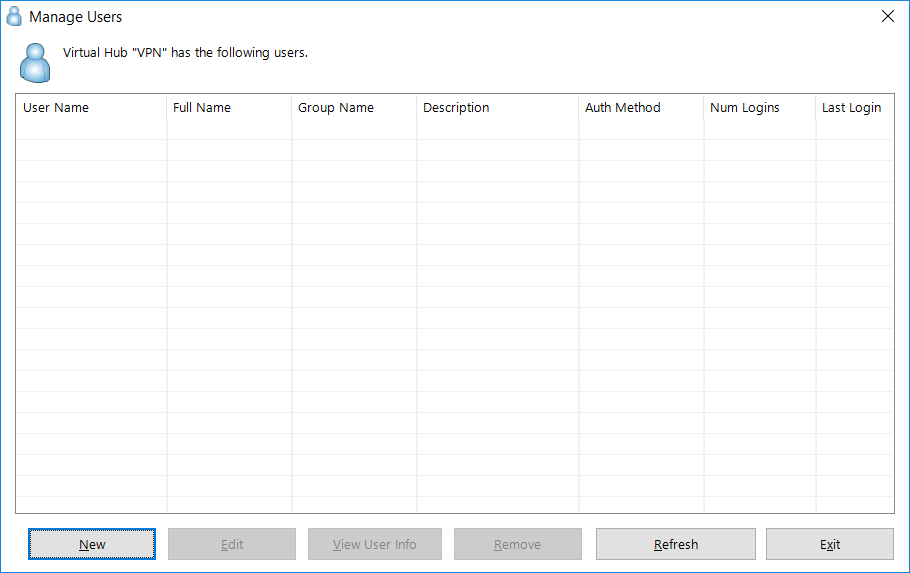 Manage Users
Virtual Hub "VPN" has the following users.
User Name Full Name Group Name Description Auth Method Num Logins Last Login
New Edit View User Info Remove Refresh Exit